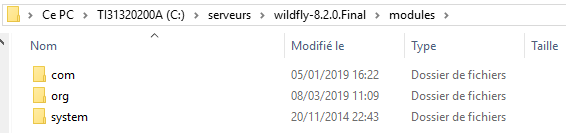 Ce PC > TI31320200A (C:) > serveurs > wildfly-8.2.0.Final > modules >
Nom Modifié le Type Taille
com 05/01/2019 16:22 Dossier de fichiers
org 08/03/2019 11:09 Dossier de fichiers
system 20/11/2014 22:43 Dossier de fichiers